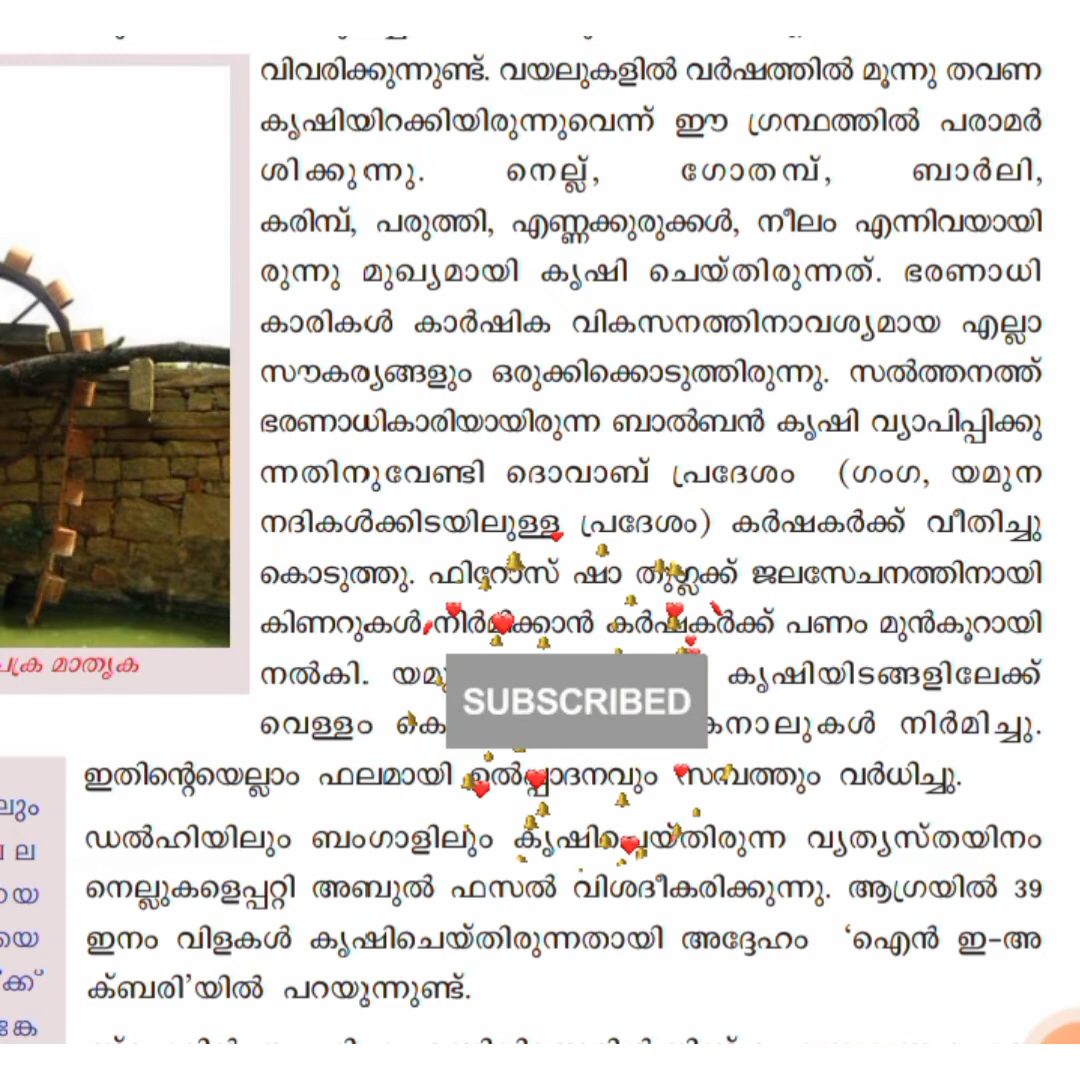 വിവരിക്കുന്നുണ്ട്. വയലുകളിൽ വർഷത്തിൽ മൂന്നു തവണ
കൃഷിയിറക്കിയിരുന്നുവെന്ന് ഈ ഗ്രന്ഥത്തിൽ പരാമർ
ശിക്കുന്നു. നെല്ല്, ഗോതമ്പ്, ബാർലി,
കരിമ്പ്, പരുത്തി, എണ്ണക്കുരുക്കൾ, നീലം എന്നിവയായി
രുന്നു മുഖ്യമായി കൃഷി ചെയ്തിരുന്നത്. ഭരണാധി
കാരികൾ കാർഷിക വികസനത്തിനാവശ്യമായ എല്ലാ
സൗകര്യങ്ങളും ഒരുക്കിക്കൊടുത്തിരുന്നു. സൽത്തനത്ത്
ഭരണാധികാരിയായിരുന്ന ബാൽബൻ കൃഷി വ്യാപിപ്പിക്കു
ന്നതിനുവേണ്ടി ദൊവാബ് പ്രദേശം (ഗംഗ, യമുന
നദികൾക്കിടയിലുള്ള പ്രദേശം) കർഷകർക്ക് വീതിച്ചു
കൊടുത്തു. ഫിറോസ് ഷാ തുഗ്ലക്ക് ജലസേചനത്തിനായി
കിണറുകൾ നിർമിക്കാൻ കർഷകർക്ക് പണം മുൻകൂറായി
ചക്ര മാതൃക
നൽകി. കൃഷിയിടങ്ങളിലേക്ക്
SUBSCRIBED
വെള്ളം കനാലുകൾ നിർമിച്ചു.
ഇതിന്റെയെല്ലാം ഫലമായി ഉൽപ്പാദനവും സമ്പത്തും വർധിച്ചു.
ഡൽഹിയിലും ബംഗാളിലും കൃഷിചെയ്തിരുന്ന വ്യത്യസ്തയിനം
നെല്ലുകളെപ്പറ്റി അബുൽ ഫസൽ വിശദീകരിക്കുന്നു. ആഗ്രയിൽ 39
ഇനം വിളകൾ കൃഷിചെയ്തിരുന്നതായി അദ്ദേഹം ‘ഐൻ ഇ-അ
ക്ബരി’യിൽ പറയുന്നുണ്ട്.